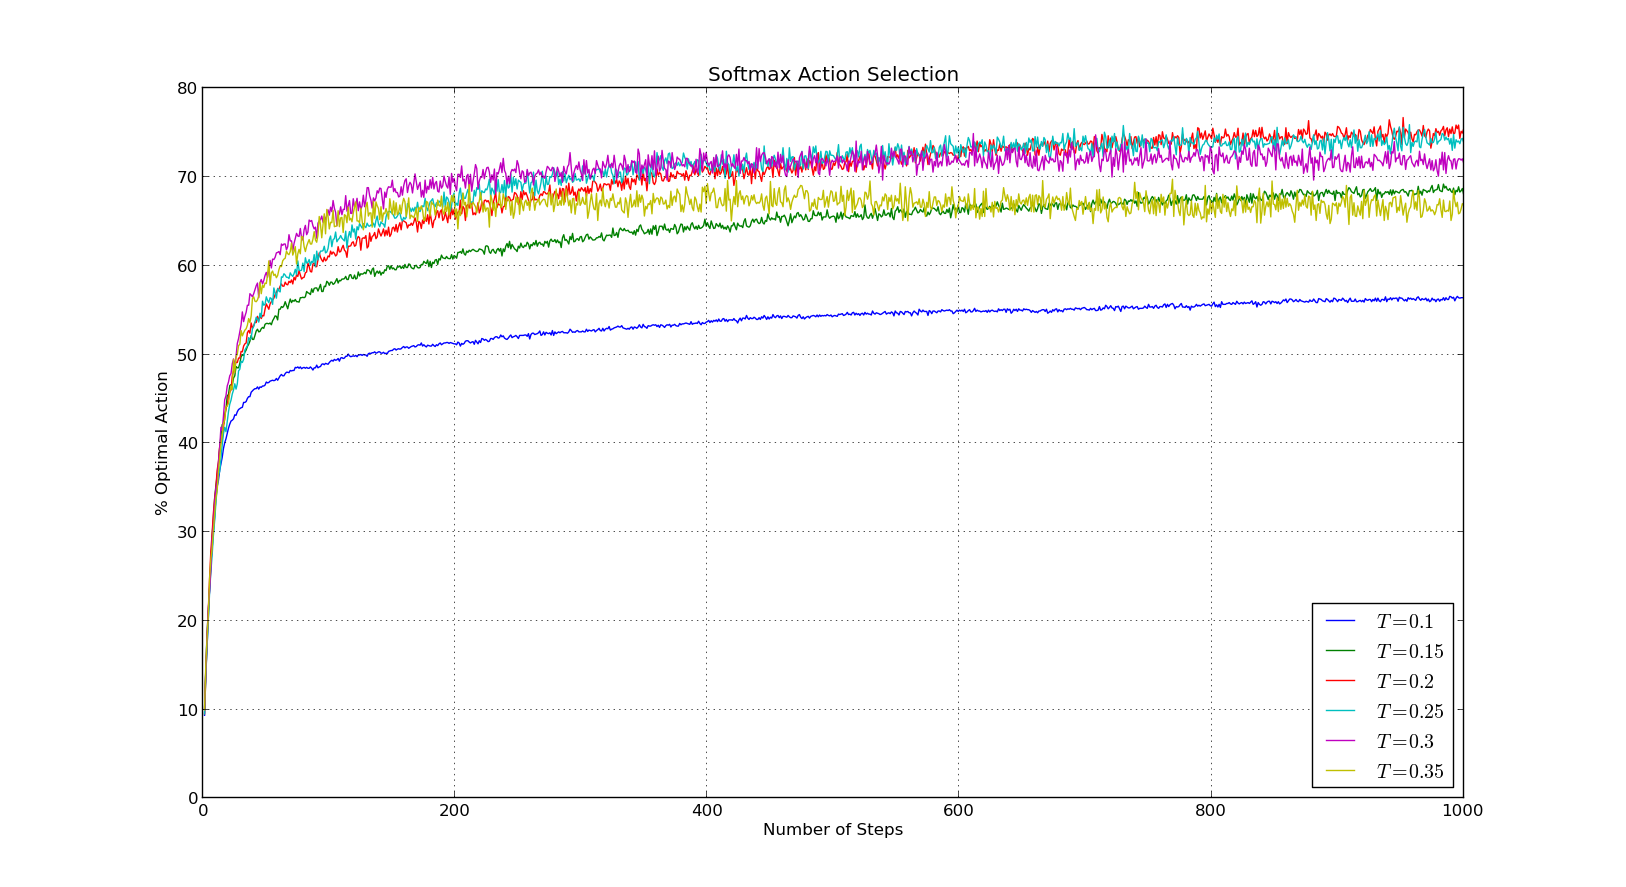 Softmax Action Selection
80
70
60
50
40
30
20
10
0
% Optimal Action
0 200 400 600 800 1000
Number of Steps
T=0.1
T=0.15
T=0.2
T=0.25
T=0.3
T=0.35